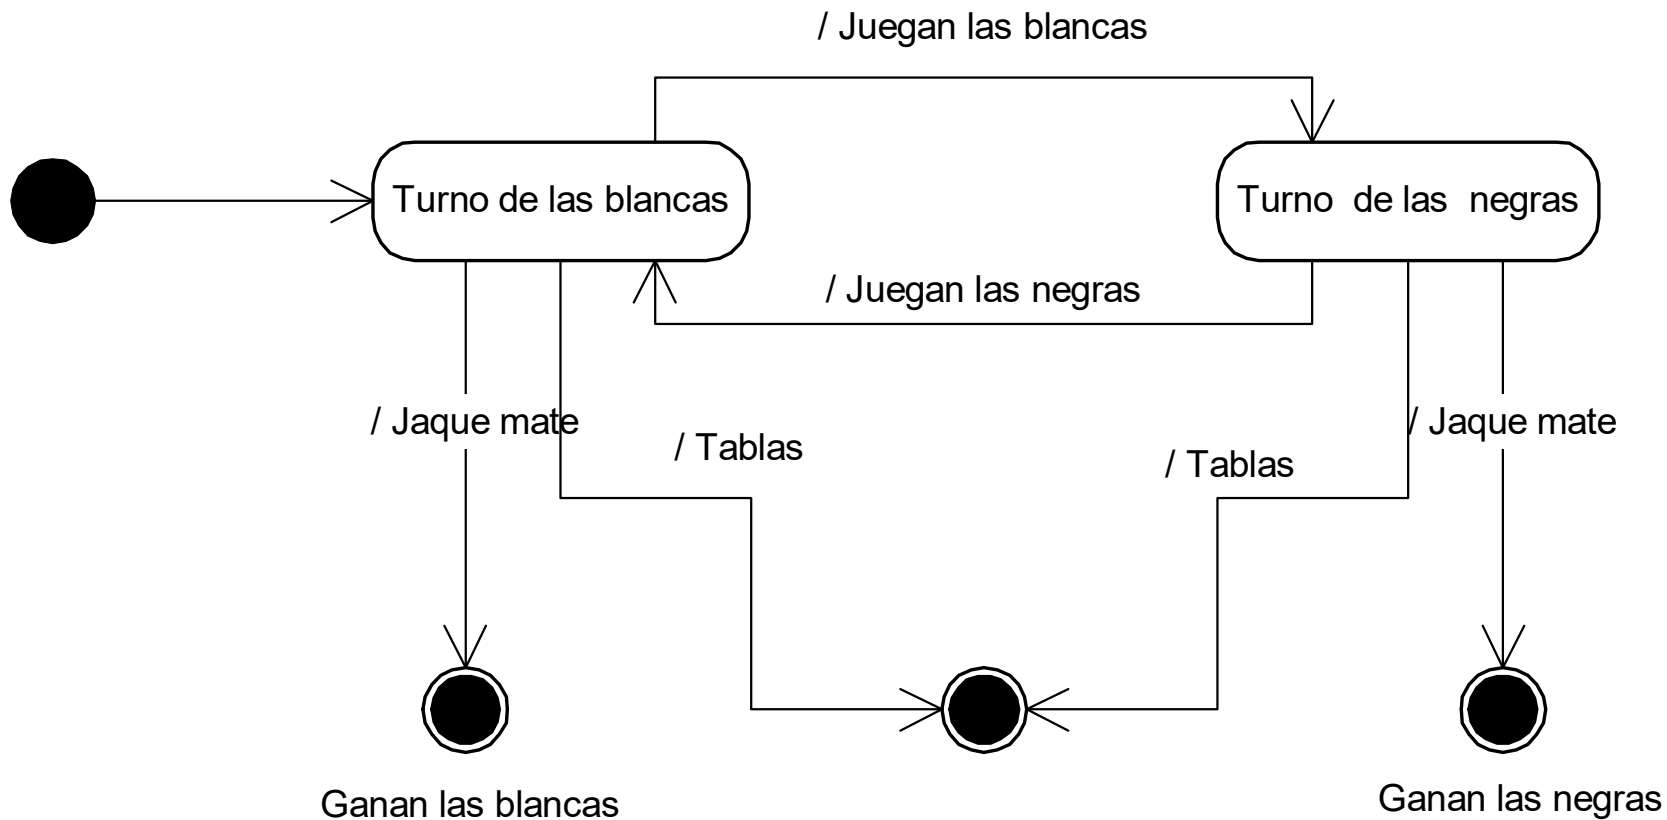 / Juegan las blancas
Turno de las blancas
Turno de las negras
/ Juegan las negras
/ Jaque mate
/ Tablas
/ Tablas
/ Jaque mate
Ganan las blancas
Ganan las negras